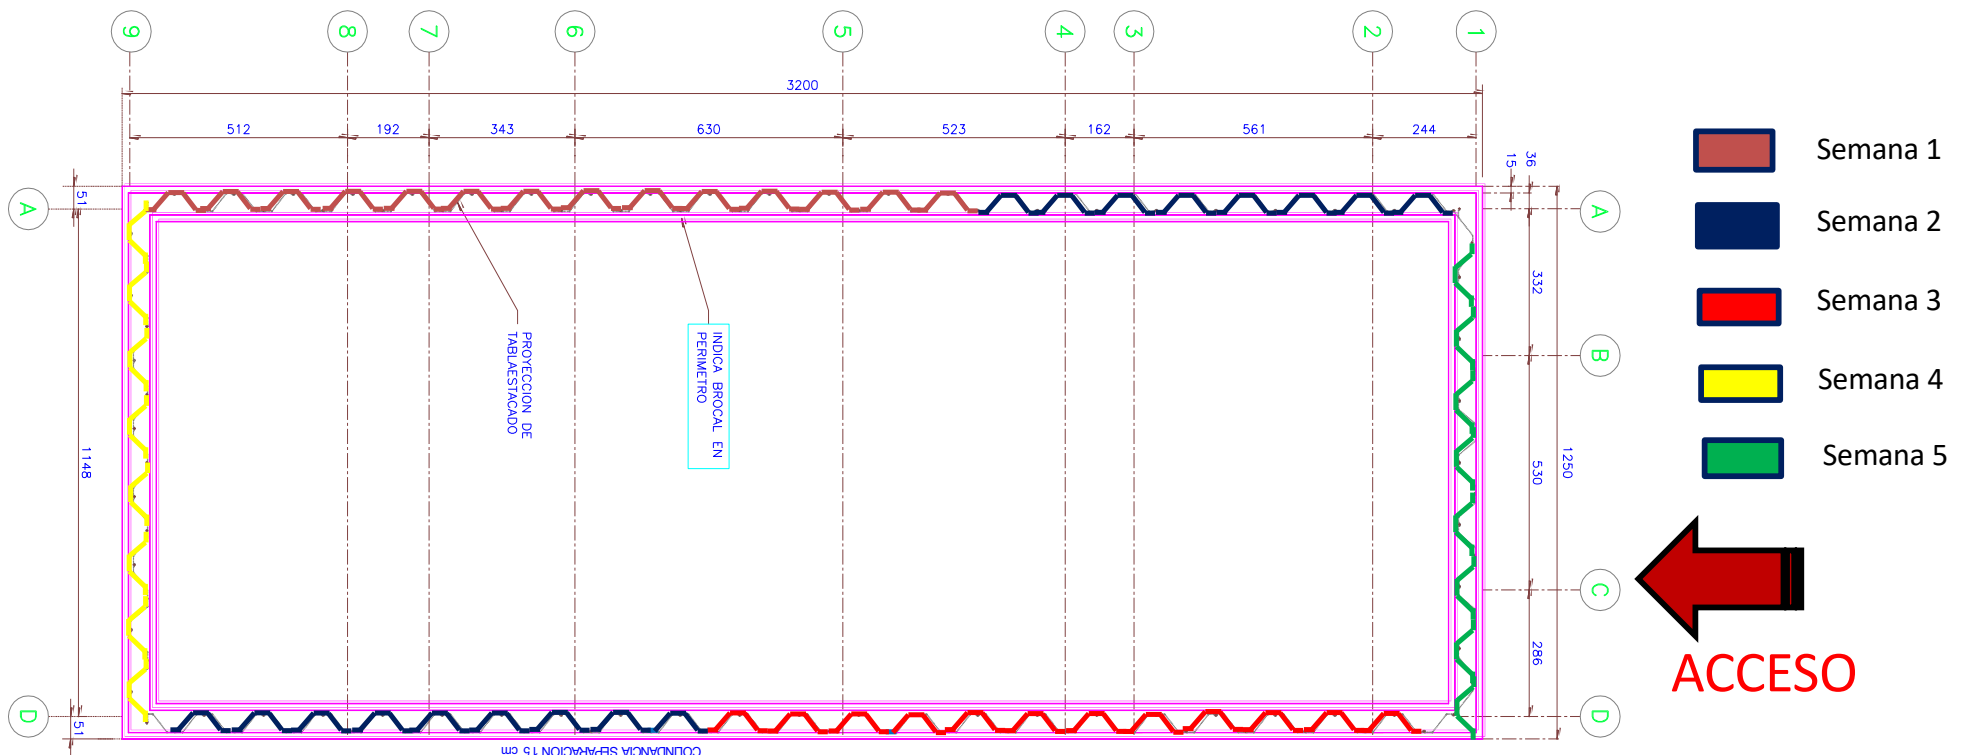 9
8
7
6
5
4
3
2
1
3200
512
192
343
630
523
162
561
244
15
36
51
A
A
332
B
530
1250
C
286
D
D
1148
51
PROYECCION DE
TABLAESTACADO
INDICA BROCAL EN
PERIMETRO
COLINDANCIA SEPARACION 15 cm
Semana 1
Semana 2
Semana 3
Semana 4
Semana 5
ACCESO